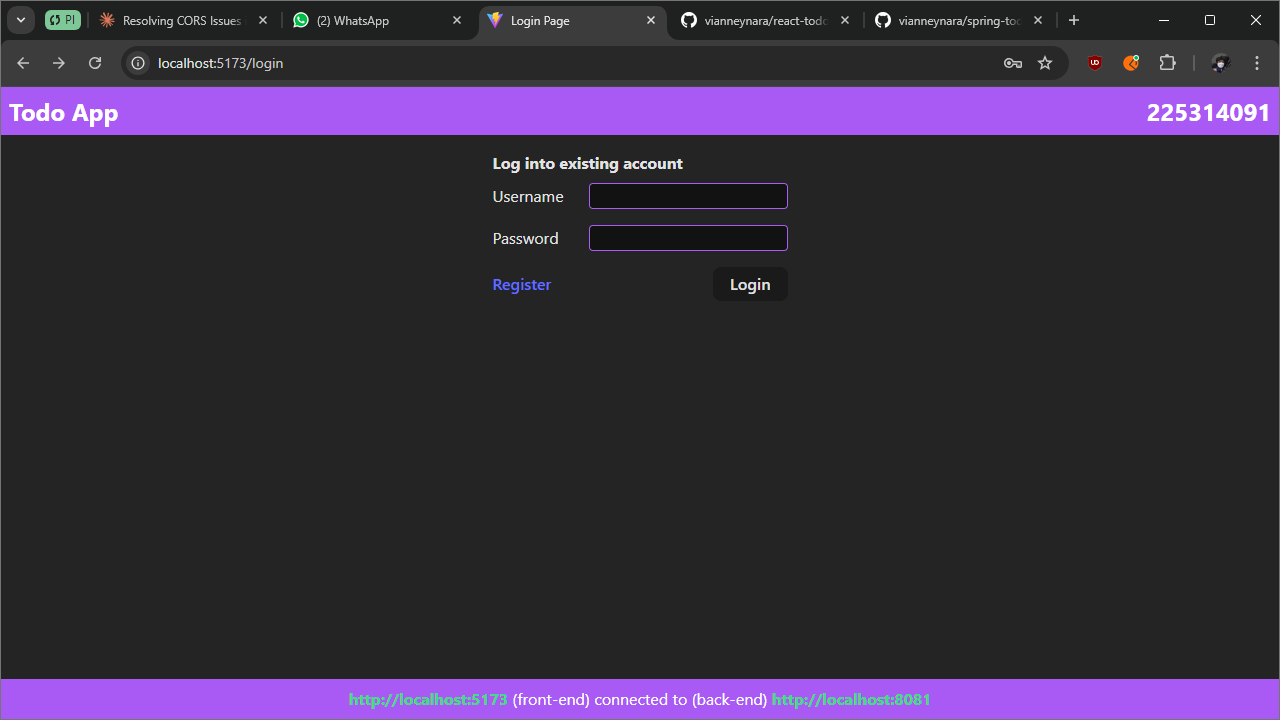 PI
Resolving CORS Issues
(2) WhatsApp
Login Page
vianneynara/react-todo
vianneynara/spring-to
localhost:5173/login
Todo App
225314091
Log into existing account
Username
Password
Register
Login
http://localhost:5173 (front-end) connected to (back-end) http://localhost:8081